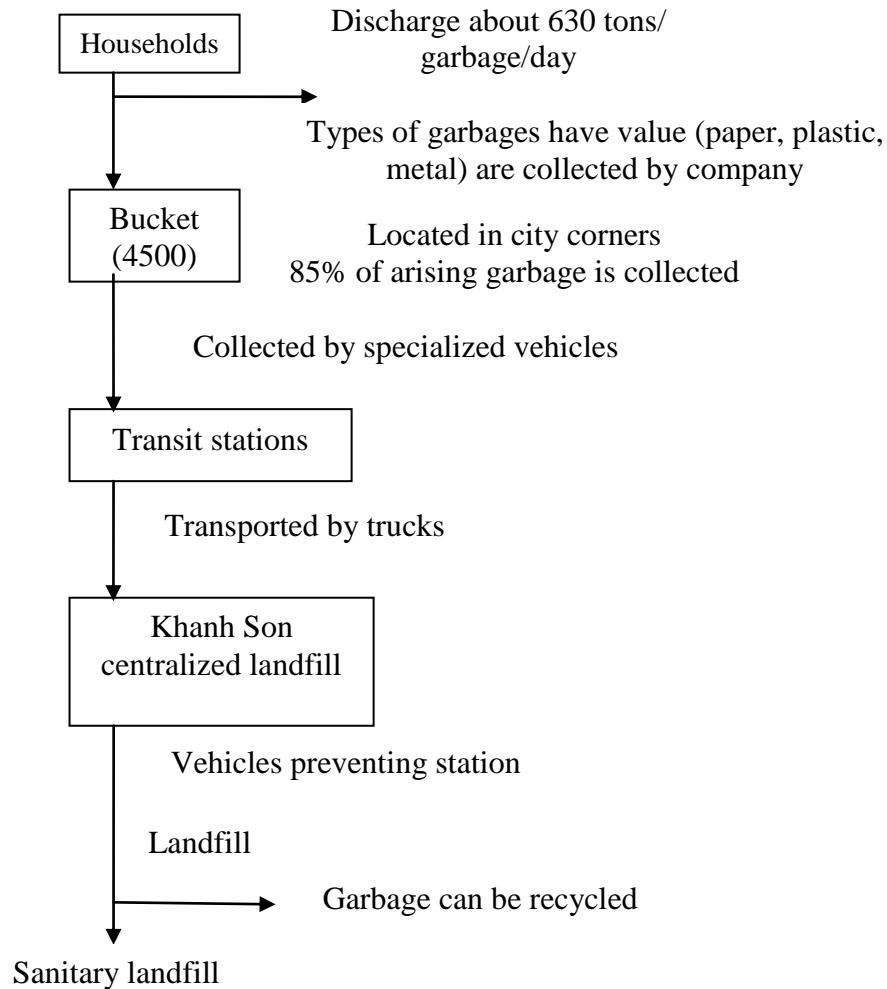 Households
Discharge about 630 tons/
garbage/day
Types of garbages have value (paper, plastic,
metal) are collected by company
Bucket
(4500)
Located in city corners
85% of arising garbage is collected
Collected by specialized vehicles
Transit stations
Transported by trucks
Khanh Son
centralized landfill
Vehicles preventing station
Landfill
Garbage can be recycled
Sanitary landfill